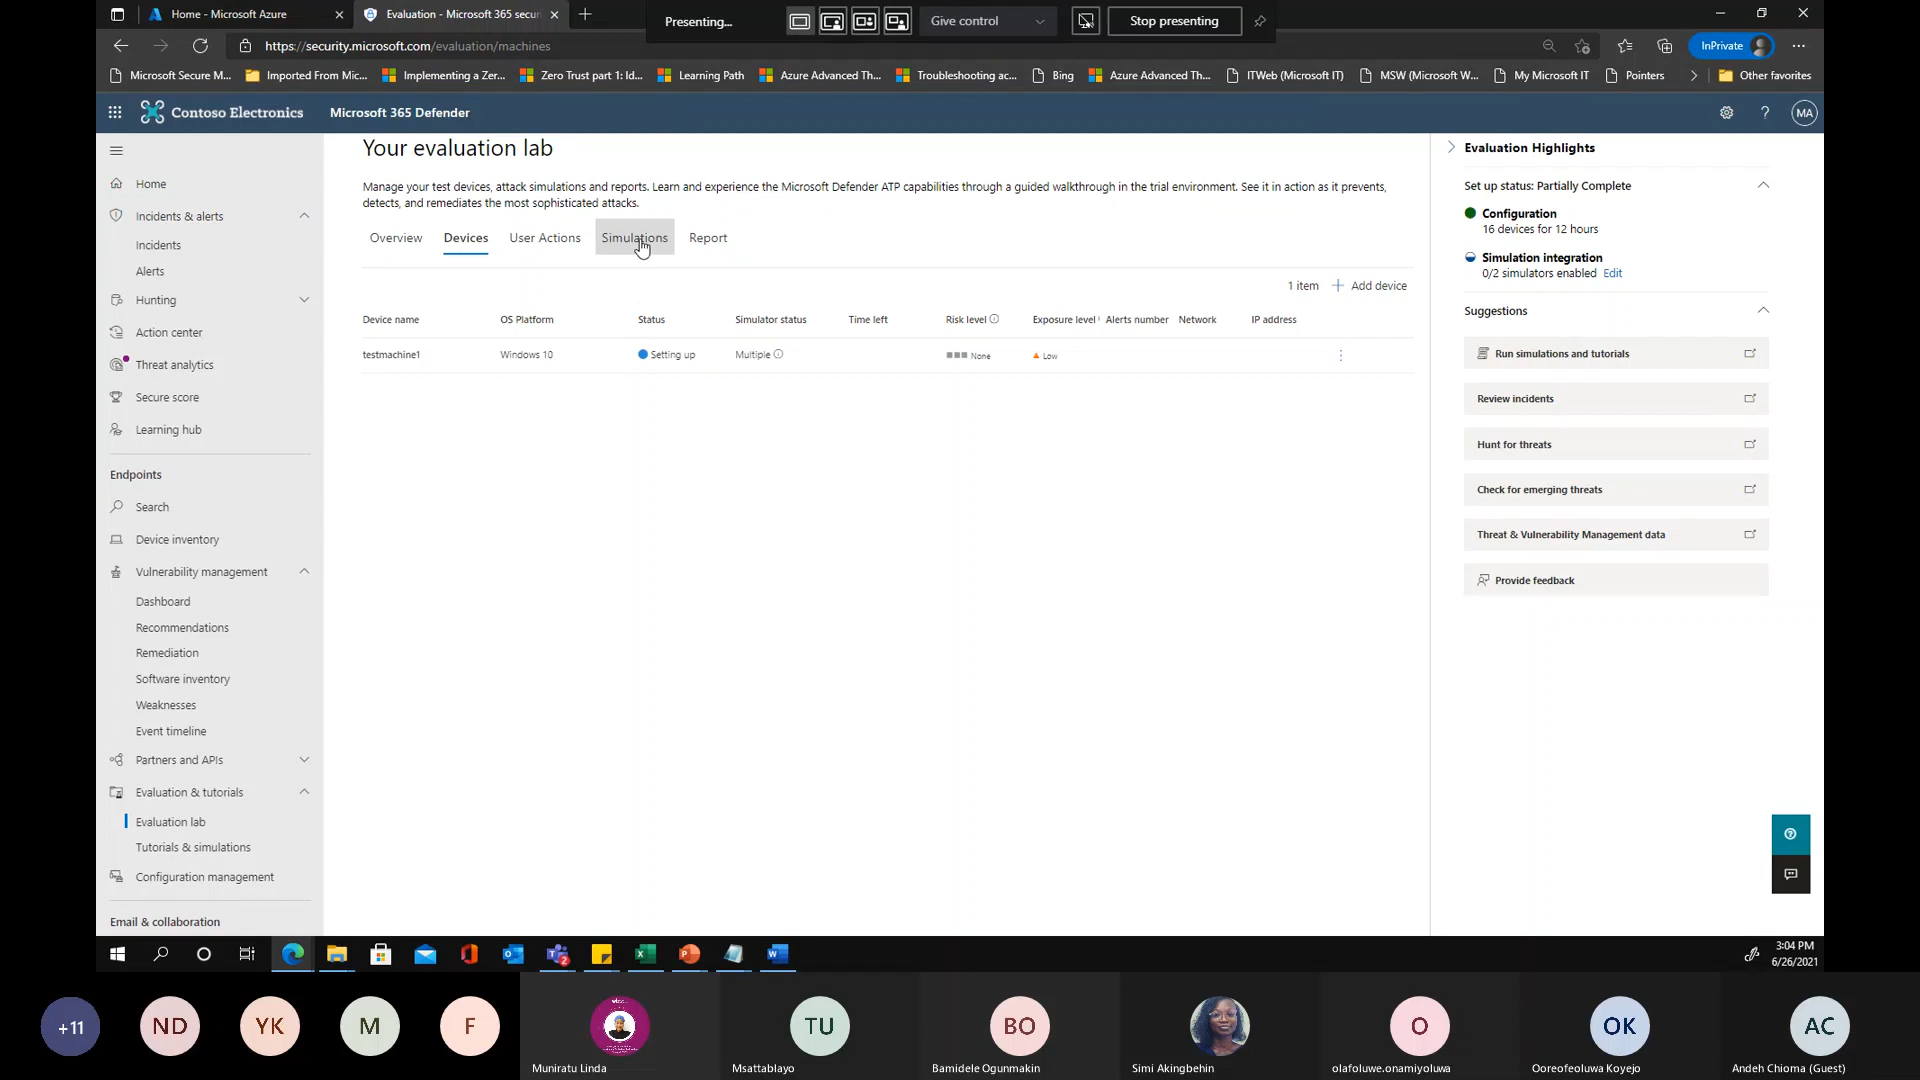 Home - Microsoft Azure
Evaluation - Microsoft 365 secur
Presenting...
Give control
Stop presenting
https://security.microsoft.com/evaluation/machines
InPrivate
Microsoft Secure M...
Imported From Mic...
Implementing a Zer...
Zero Trust part 1: Id...
Learning Path
Azure Advanced Th...
Troubleshooting ac...
Bing
Azure Advanced Th...
ITWeb (Microsoft IT)
MSW (Microsoft W...
My Microsoft IT
Pointers
Other favorites
Contoso Electronics
Microsoft 365 Defender
MA
Home
Incidents & alerts
Incidents
Alerts
Hunting
Action center
Threat analytics
Secure score
Learning hub
Endpoints
Search
Device inventory
Vulnerability management
Dashboard
Recommendations
Remediation
Software inventory
Weaknesses
Event timeline
Partners and APIs
Evaluation & tutorials
Evaluation lab
Tutorials & simulations
Configuration management
Email & collaboration
Your evaluation lab
Manage your test devices, attack simulations and reports. Learn and experience the Microsoft Defender ATP capabilities through a guided walkthrough in the trial environment. See it in action as it prevents,
detects, and remediates the most sophisticated attacks.
Overview
Devices
User Actions
Simulations
Report
1 item
Add device
Device name
OS Platform
Status
Simulator status
Time left
Risk level
Exposure level
Alerts number
Network
IP address
testmachine1
Windows 10
Setting up
Multiple
None
Low
Evaluation Highlights
Set up status: Partially Complete
Configuration
16 devices for 12 hours
Simulation integration
0/2 simulators enabled Edit
Suggestions
Run simulations and tutorials
Review incidents
Hunt for threats
Check for emerging threats
Threat & Vulnerability Management data
Provide feedback
3:04 PM
6/26/2021
+11
ND
YK
M
F
TU
BO
O
OK
AC
Muniratu Linda
Msattablayo
Bamidele Ogunmakin
Simi Akingbehin
olafoluwe.onamiyoluwa
Ooreofeoluwa Koyejo
Andeh Chioma (Guest)